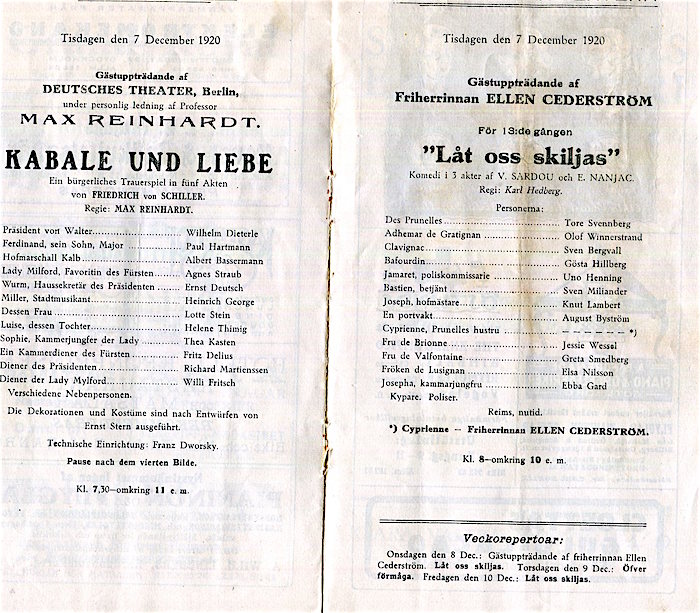 Tisdagen den 7 December 1920
Gästuppträdande af
DEUTSCHES THEATER, Berlin,
under personlig ledning af Professor
MAX REINHARDT.
KABALE UND LIEBE
Ein bürgerliches Trauerspiel in fünf Akten
von FRIEDRICH von SCHILLER.
Regie: MAX REINHARDT.
Präsident von Walter.................... Wilhelm Dieterle
Ferdinand, sein Sohn, Major ............ Paul Hartmann
Hofmarschall Kalb....................... Albert Bassermann
Lady Milford, Favoritin des Fürsten....... Agnes Straub
Wurm, Haussekretär des Präsidenten ....... Ernst Deutsch
Miller, Stadtmusikant.................... Heinrich George
Dessen Frau............................. Lotte Stein
Luise, dessen Tochter.................... Helene Thimig
Sophie, Kammerjungfer der Lady .......... Thea Kasten
Ein Kammerdiener des Fürsten ............ Fritz Delius
Diener des Präsidenten................... Richard Martienssen
Diener der Lady Mylford.................. Willi Fritsch
Verschiedene Nebenpersonen.
Die Dekorationen und Kostüme sind nach Entwürfen von
Ernst Stern ausgeführt.
Technische Einrichtung: Franz Dworsky.
Pause nach dem vierten Bilde.
Kl. 7,30—omkring 11 e. m.
Tisdagen den 7 December 1920
Gästuppträdande af
Friherrinnan ELLEN CEDERSTRÖM
För 13:de gången
"Låt oss skiljas"
Komedi i 3 akter af V. SARDOU och E. NANJAC.
Regi: Karl Hedberg.
Personerna:
Des Prunelles........................... Tore Svennberg
Adhemar de Gratignan .................. Olof Winnerstrand
Clavignac............................... Sven Bergvall
Bafourdin .............................. Gösta Hillberg
Jamaret, poliskommissarie ............... Uno Henning
Bastien, betjänt ........................ Sven Miliander
Joseph, hofmästare...................... Knut Lambert
En portvakt ............................ August Byström
Cyprienne, Prunelles hustru .............. – – – – – – *)
Fru de Brionne ......................... Jessie Wessel
Fru de Valfontaine ...................... Greta Smedberg
Fröken de Lusignan ..................... Elsa Nilsson
Josepha, kammarjungfru ................. Ebba Gard
Kypare. Poliser.
Reims, nutid.
*) Cyprienne – Friherrinnan ELLEN CEDERSTRÖM.
Kl. 8—omkring 10 e. m.
Veckorepertoar:
Onsdagen den 8 Dec.: Gästuppträdande af friherrinnan Ellen
Cederström. Låt oss skiljas. Torsdagen den 9 Dec.: Öfver
förmåga. Fredagen den 10 Dec.: Låt oss skiljas.